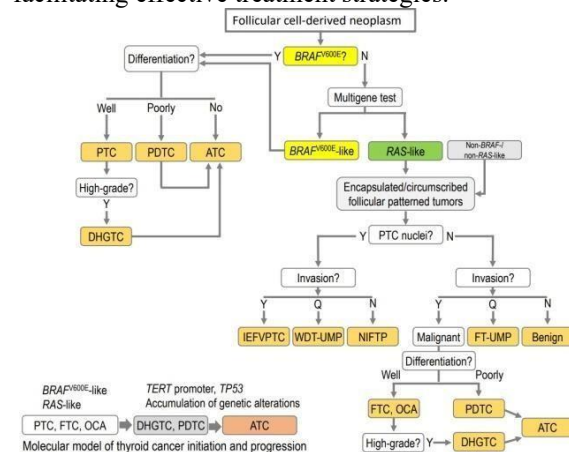 facilitating effective treatment strategies.
Follicular cell-derived neoplasm
Differentiation?
Y
BRAFV600E?
N
Multigene test
Well
Poorly
No
PTC
PDTC
ATC
BRAFV600E-like
RAS-like
Non-BRAF-/
non-RAS-like
High-grade?
Y
DHGTC
Encapsulated/circumscribed
follicular patterned tumors
Y
PTC nuclei?
N
Invasion?
Invasion?
Y
Q
N
Y
Q
N
IEFVPTC
WDT-UMP
NIFTP
Malignant
FT-UMP
Benign
Differentiation?
Well
Poorly
FTC, OCA
PDTC
ATC
High-grade?
Y
DHGTC
BRAFV600E-like
RAS-like
TERT promoter, TP53
Accumulation of genetic alterations
PTC, FTC, OCA
DHGTC, PDTC
ATC
Molecular model of thyroid cancer initiation and progression